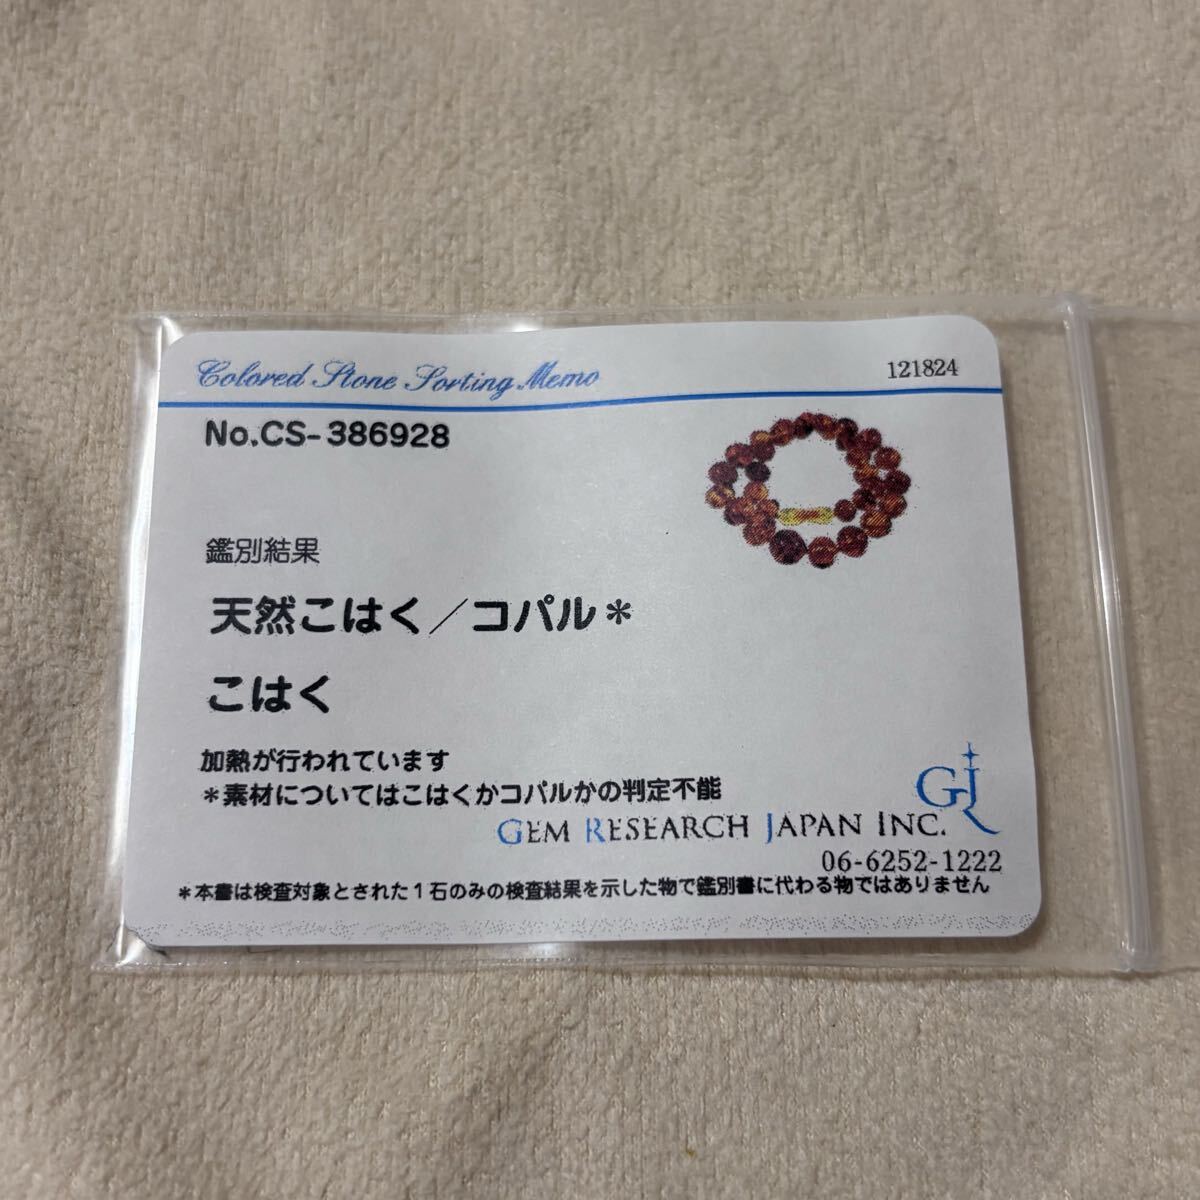 Colored Stone Sorting Memo
121824
No.CS-386928
鑑別結果
天然こはく／コパル＊
こはく
加熱が行われています
＊素材についてはこはくかコパルかの判定不能
GJR
GEM RESEARCH JAPAN INC.
06-6252-1222
＊本書は検査対象とされた１石のみの検査結果を示した物で鑑別書に代わる物ではありません